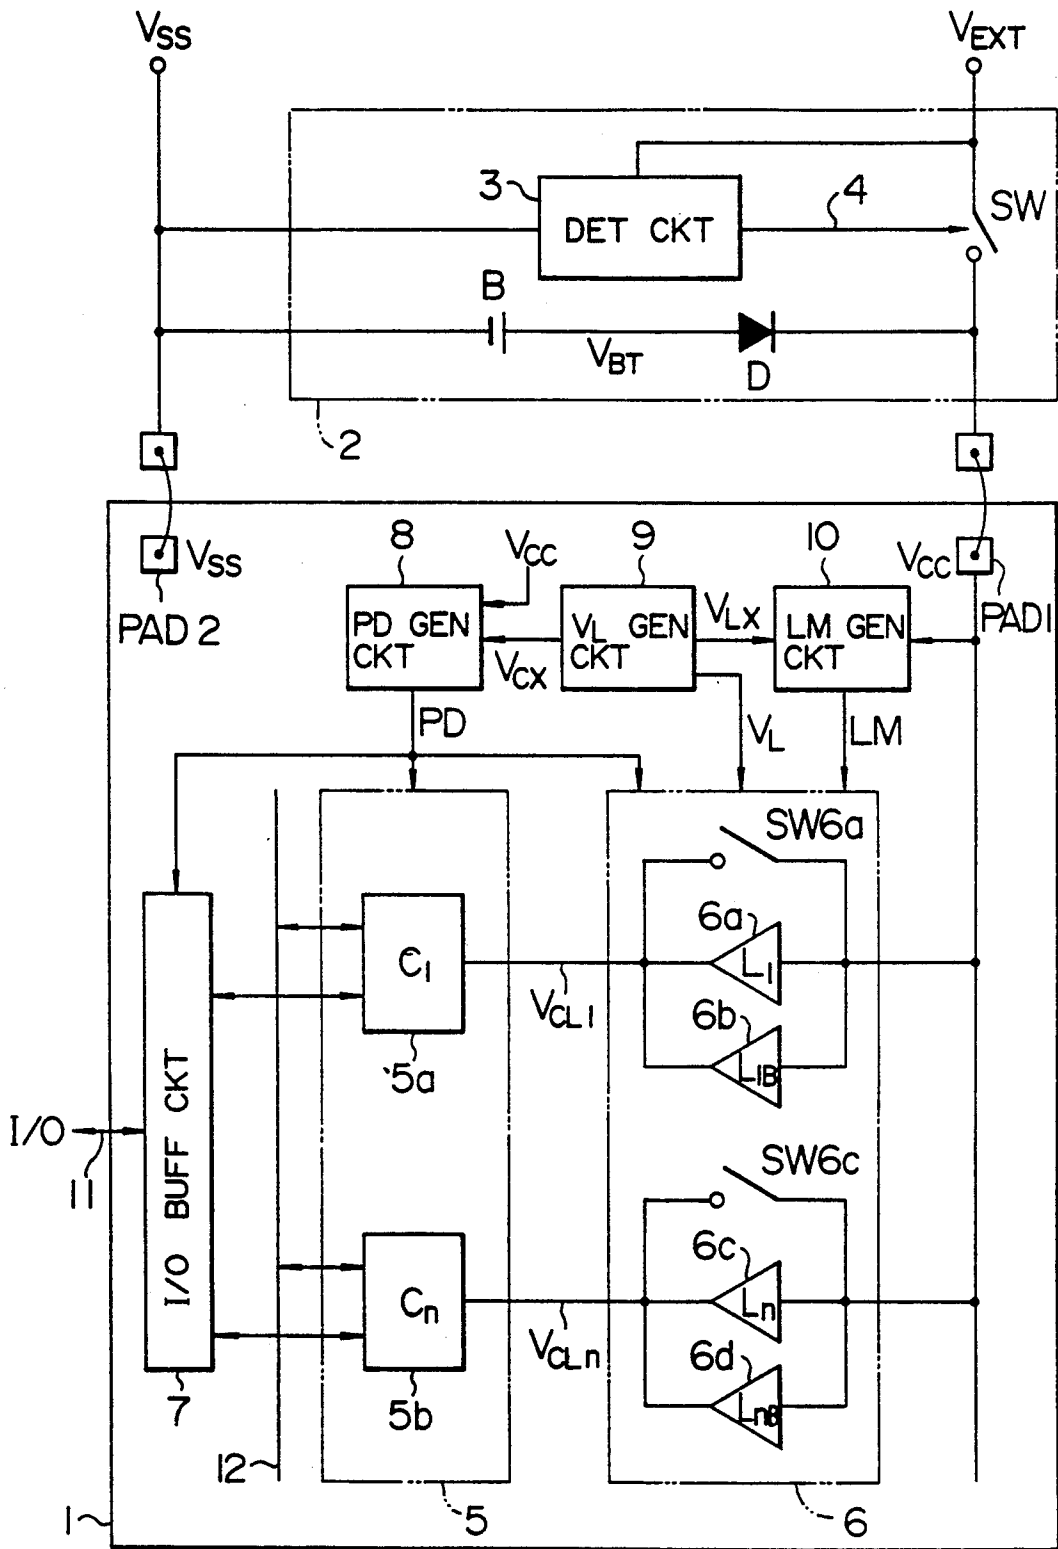 VSS
VEXT
3
DET CKT
4
SW
B
VBT
D
2
VSS
PAD 2
8
VCC
9
10
VCC
PAD1
PD GEN
CKT
VCX
VL GEN
CKT
VLX
LM GEN
CKT
PD
VL
LM
SW6a
6a
C1
L1
VCL1
6b
5a
L1B
I/O
11
I/O BUFF CKT
SW6c
6c
Cn
Ln
VCLn
6d
7
5b
LnB
12
1
5
6